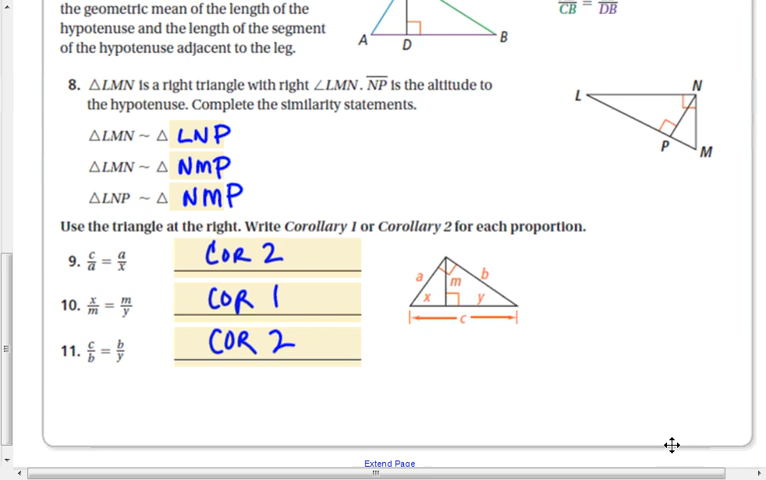 the geometric mean of the length of the
hypotenuse and the length of the segment
of the hypotenuse adjacent to the leg.
A D B
CB = DB
8. △LMN is a right triangle with right ∠LMN. NP is the altitude to
the hypotenuse. Complete the similarity statements.
△LMN ~ △ LNP
△LMN ~ △ NMP
△LNP ~ △ NMP
L N P M
Use the triangle at the right. Write Corollary 1 or Corollary 2 for each proportion.
9. c/a = a/x COR 2
10. x/m = m/y COR 1
11. c/b = b/y COR 2
a m b
x y
c
Extend Page